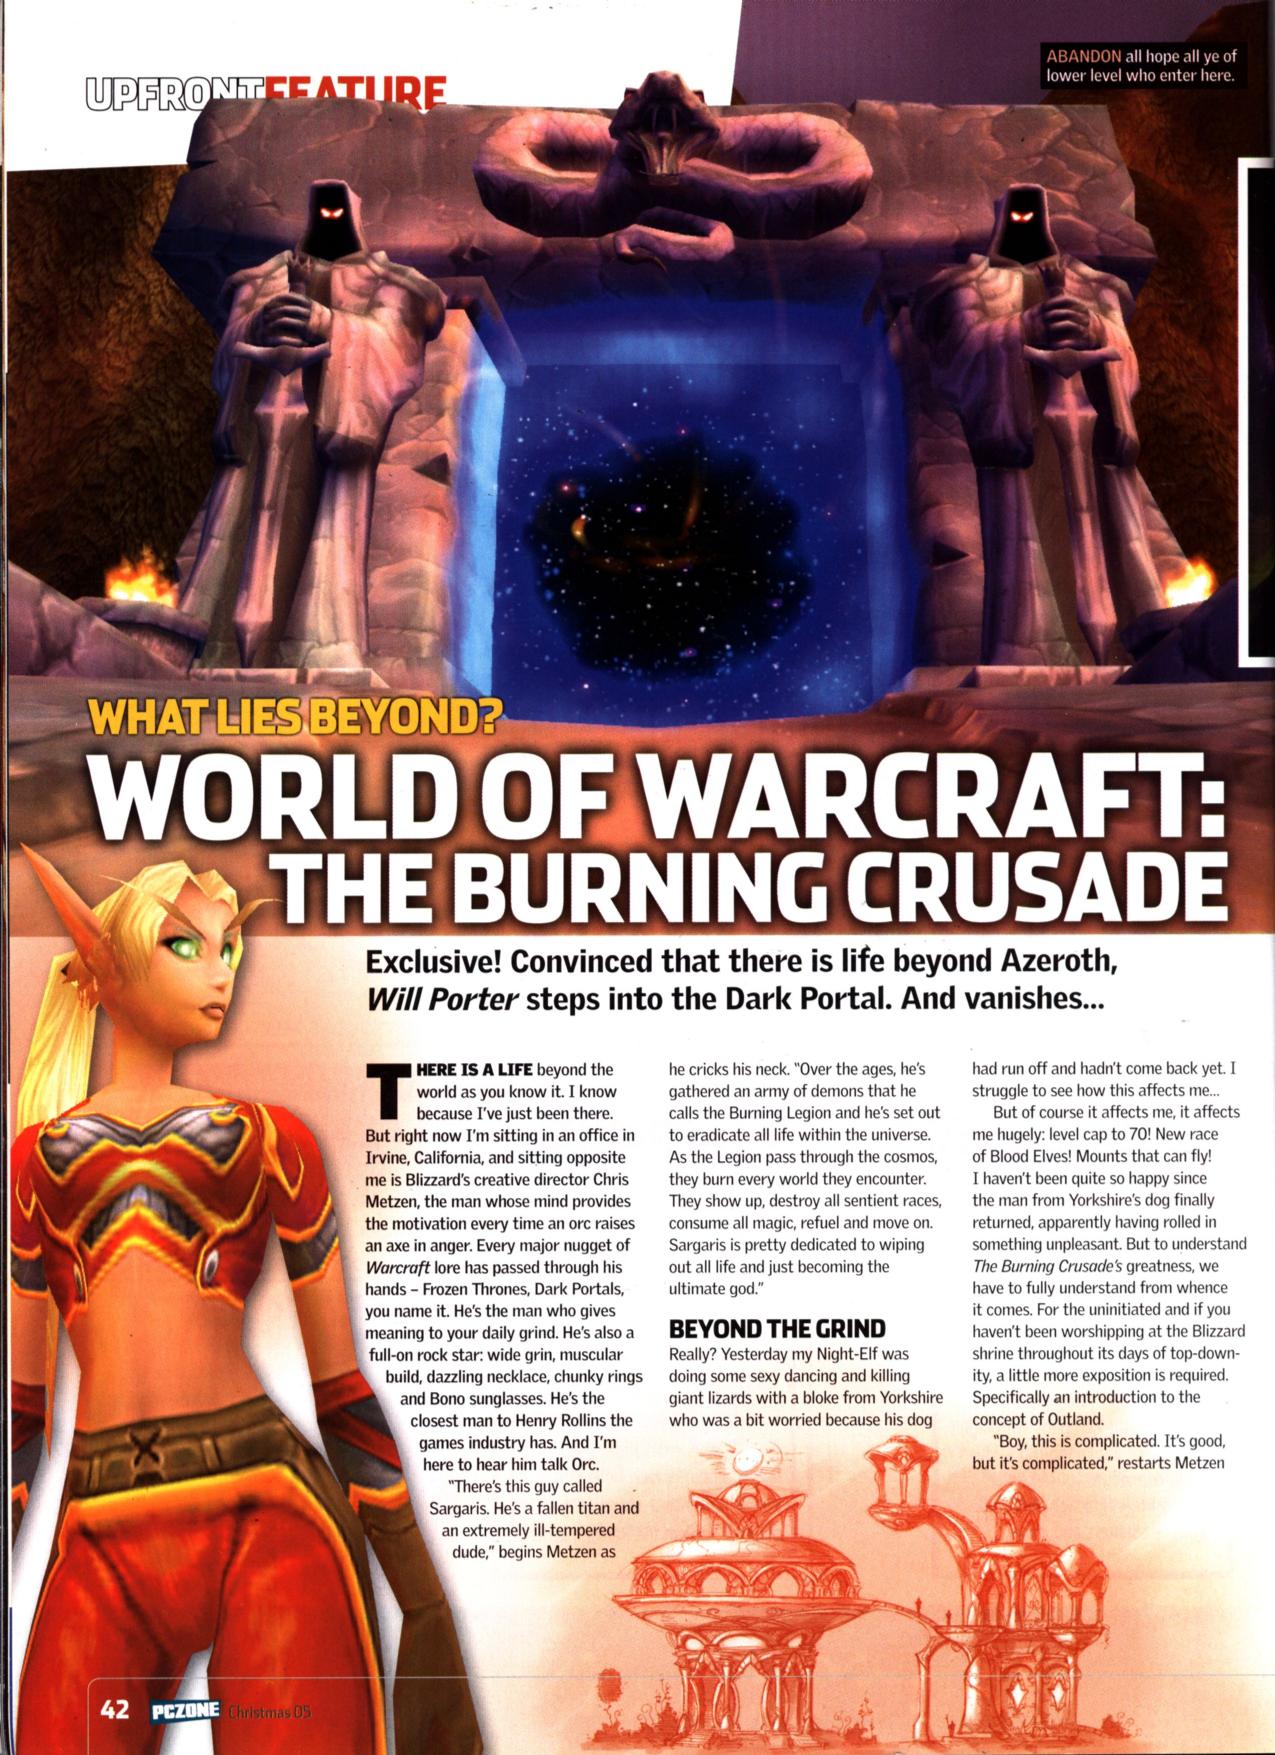 UPFRONTFEATURE
ABANDON all hope all ye of
lower level who enter here.
WHAT LIES BEYOND?
WORLD OF WARCRAFT:
THE BURNING CRUSADE
Exclusive! Convinced that there is life beyond Azeroth,
Will Porter steps into the Dark Portal. And vanishes...
THERE IS A LIFE beyond the
world as you know it. I know
because I've just been there.
But right now I'm sitting in an office in
Irvine, California, and sitting opposite
me is Blizzard's creative director Chris
Metzen, the man whose mind provides
the motivation every time an orc raises
an axe in anger. Every major nugget of
Warcraft lore has passed through his
hands – Frozen Thrones, Dark Portals,
you name it. He's the man who gives
meaning to your daily grind. He's also a
full-on rock star: wide grin, muscular
build, dazzling necklace, chunky rings
and Bono sunglasses. He's the
closest man to Henry Rollins the
games industry has. And I'm
here to hear him talk Orc.
"There's this guy called
Sargaris. He's a fallen titan and
an extremely ill-tempered
dude," begins Metzen as
he cricks his neck. "Over the ages, he's
gathered an army of demons that he
calls the Burning Legion and he's set out
to eradicate all life within the universe.
As the Legion pass through the cosmos,
they burn every world they encounter.
They show up, destroy all sentient races,
consume all magic, refuel and move on.
Sargaris is pretty dedicated to wiping
out all life and just becoming the
ultimate god."
BEYOND THE GRIND
Really? Yesterday my Night-Elf was
doing some sexy dancing and killing
giant lizards with a bloke from Yorkshire
who was a bit worried because his dog
had run off and hadn't come back yet. I
struggle to see how this affects me...
But of course it affects me, it affects
me hugely: level cap to 70! New race
of Blood Elves! Mounts that can fly!
I haven't been quite so happy since
the man from Yorkshire's dog finally
returned, apparently having rolled in
something unpleasant. But to understand
The Burning Crusade's greatness, we
have to fully understand from whence
it comes. For the uninitiated and if you
haven't been worshipping at the Blizzard
shrine throughout its days of top-down-
ity, a little more exposition is required.
Specifically an introduction to the
concept of Outland.
"Boy, this is complicated. It's good,
but it's complicated," restarts Metzen
42 PCZONE Christmas 05